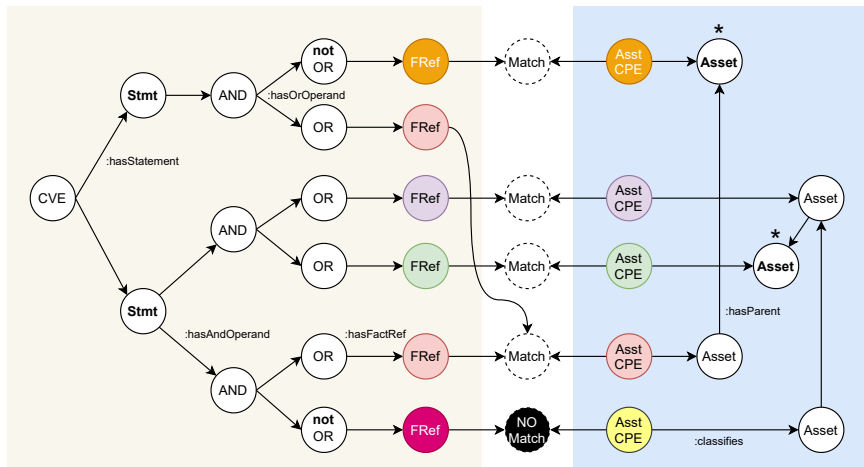 *
not
OR
FRef
Match
Asst
CPE
Asset
Stmt
AND
:hasOrOperand
OR
FRef
:hasStatement
CVE
OR
FRef
Match
Asst
CPE
Asset
AND
*
OR
FRef
Match
Asst
CPE
Asset
Stmt
:hasParent
:hasAndOperand
:hasFactRef
OR
FRef
Match
Asst
CPE
Asset
AND
not
OR
FRef
NO
Match
Asst
CPE
:classifies
Asset